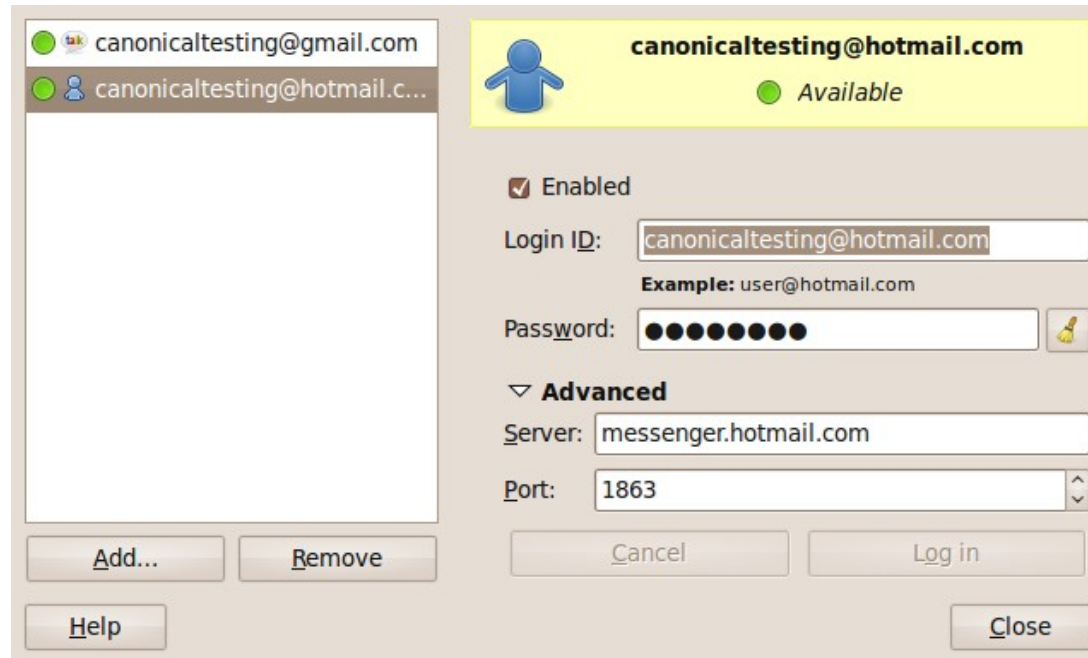 talk canonicaltesting@gmail.com
canonicaltesting@hotmail.c...
canonicaltesting@hotmail.com
Available
Enabled
Login ID: canonicaltesting@hotmail.com
Example: user@hotmail.com
Password: ●●●●●●●●
Advanced
Server: messenger.hotmail.com
Port: 1863
Add... Remove Cancel Log in
Help Close